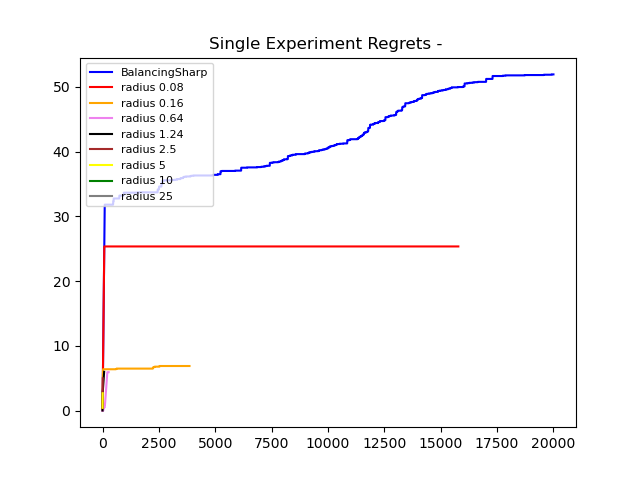 Single Experiment Regrets -
BalancingSharp
radius 0.08
radius 0.16
radius 0.64
radius 1.24
radius 2.5
radius 5
radius 10
radius 25
50
40
30
20
10
0
0 2500 5000 7500 10000 12500 15000 17500 20000